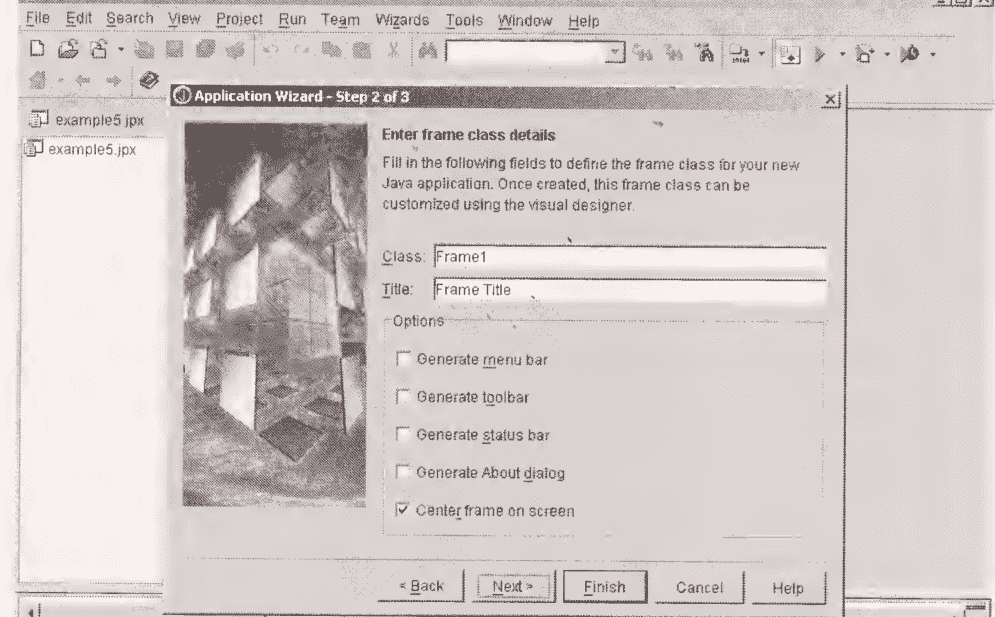 File Edit Search View Project Run Team Wizards Tools Window Help
Application Wizard - Step 2 of 3
example5.jpx
example5.jpx
Enter frame class details
Fill in the following fields to define the frame class for your new
Java application. Once created, this frame class can be
customized using the visual designer.
Class: Frame1
Title: Frame Title
Options
Generate menu bar
Generate toolbar
Generate status bar
Generate About dialog
Center frame on screen
< Back Next > Finish Cancel Help